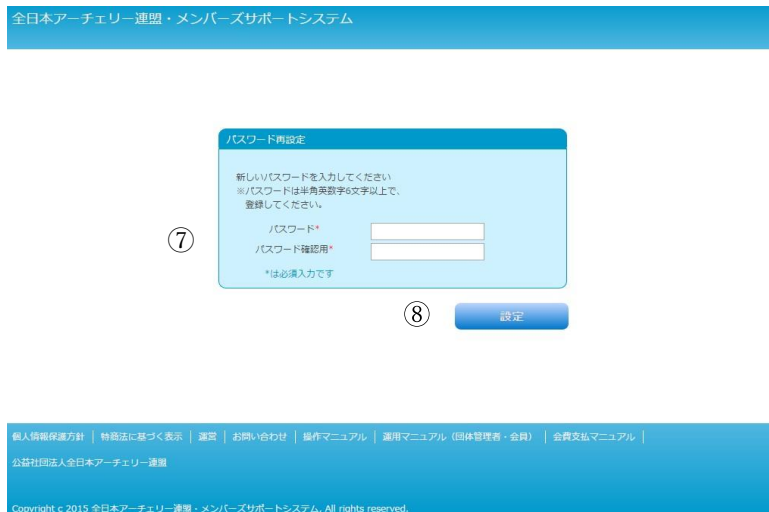 全日本アーチェリー連盟・メンバーズサポートシステム
パスワード再設定
新しいパスワードを入力してください
※パスワードは半角英数字6文字以上で、
登録してください。
⑦
パスワード*
パスワード確認用*
*は必須入力です
⑧ 設定
個人情報保護方針 | 特商法に基づく表示 | 運営 | お問い合わせ | 操作マニュアル | 運用マニュアル（団体管理者・会員） | 会費支払マニュアル |
公益社団法人全日本アーチェリー連盟
Copyright c 2015 全日本アーチェリー連盟・メンバーズサポートシステム, All rights reserved.